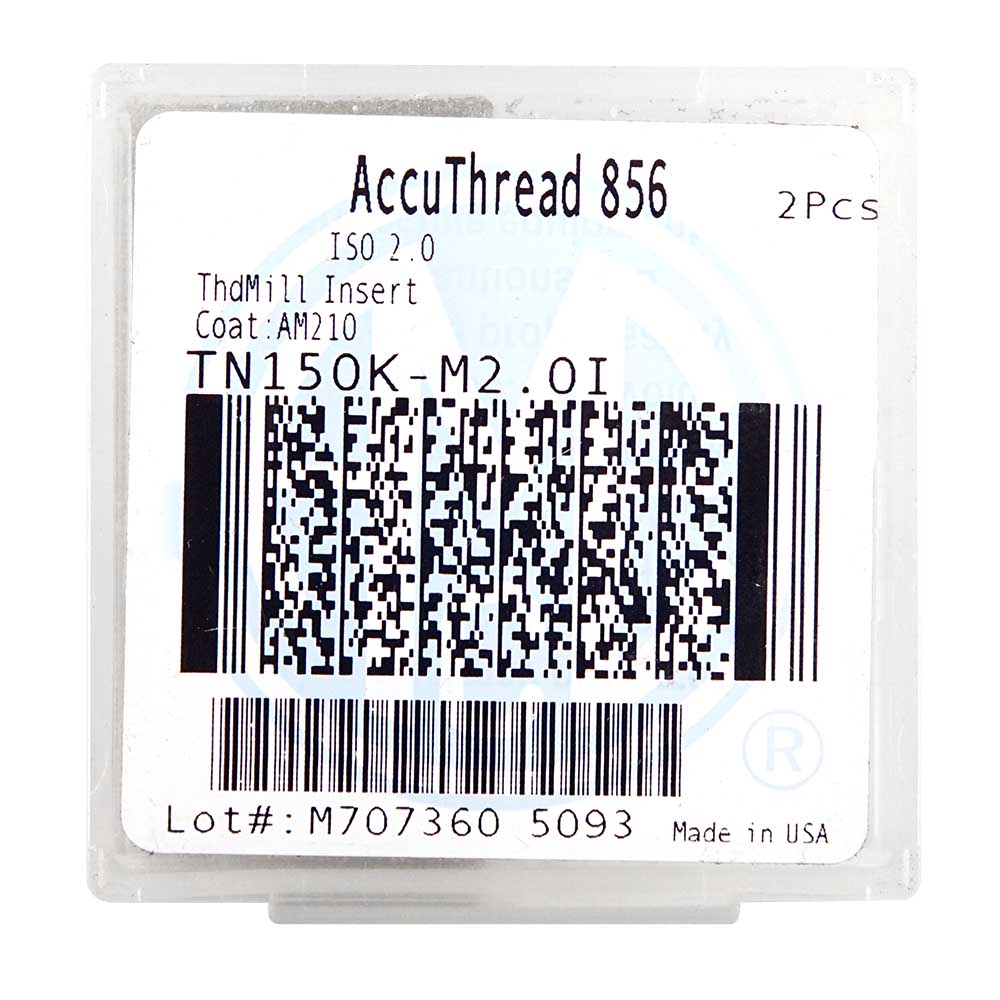 AccuThread 856
2Pcs
ISO 2.0
ThdMill Insert
Coat:AM210
TN150K-M2.0I
®
Lot#: M707360 5093
Made in USA